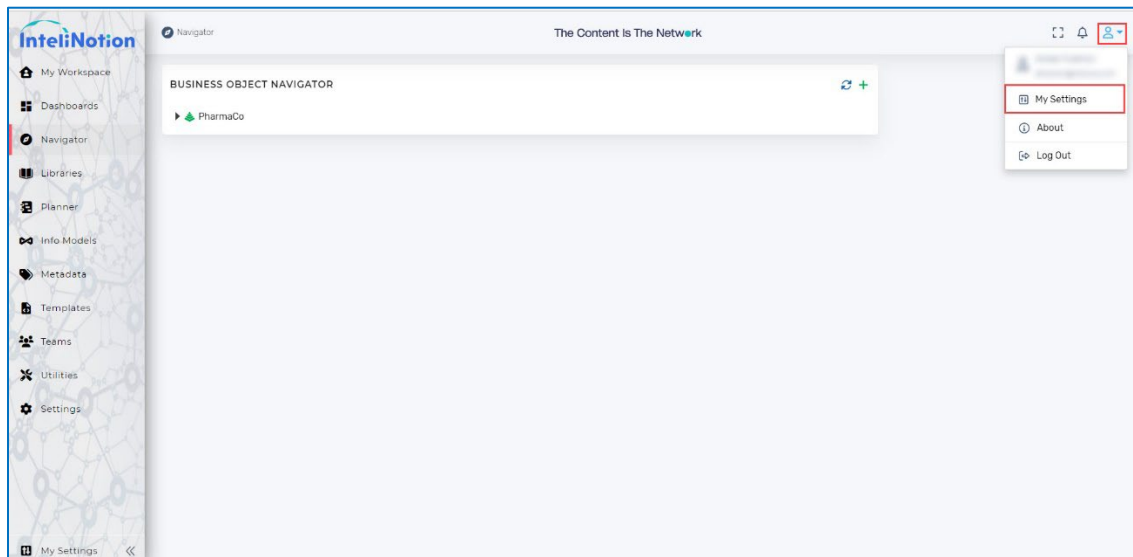 InteliNotion
Navigator
The Content Is The Network
My Workspace
Dashboards
Navigator
Libraries
Planner
Info Models
Metadata
Templates
Teams
Utilities
Settings
My Settings
BUSINESS OBJECT NAVIGATOR
PharmaCo
My Settings
About
Log Out